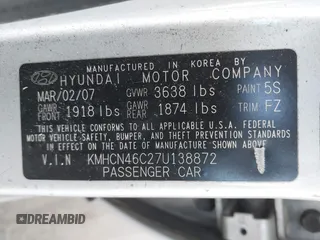 MANUFACTURED IN KOREA BY
HYUNDAI MOTOR COMPANY
MAR/02/07 GVWR 3638 lbs PAINT 5S
GAWR FRONT 1918 lbs GAWR REAR 1874 lbs TRIM FZ
THIS VEHICLE CONFORMS TO ALL APPLICABLE U.S. FEDERAL MOTOR
VEHICLE SAFETY, BUMPER, AND THEFT PREVENTION STANDARDS
IN EFFECT ON THE DATE OF MANUFACTURE SHOWN ABOVE.
V.I.N KMHCN46C27U138872
PASSENGER CAR
DREAMBID.COM